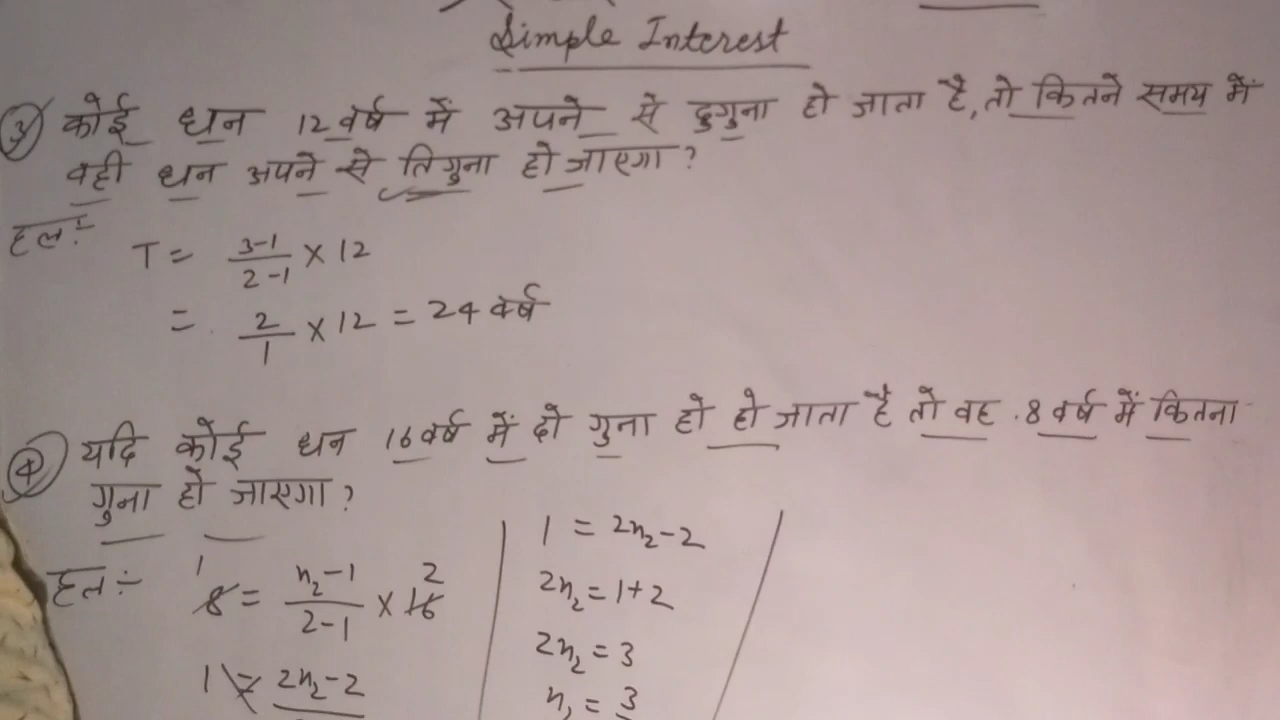 Simple Interest
③ कोई धन 12 वर्ष में अपने से दुगुना हो जाता है, तो कितने समय में
वही धन अपने से तिगुना हो जाएगा?
हल:-
T = 3-1/2-1 × 12
= 2/1 × 12 = 24 वर्ष
④ यदि कोई धन 16 वर्ष में दो गुना हो हो जाता है तो वह 8 वर्ष में कितना
गुना हो जाएगा?
हल:-
1
8 = n₂-1/2-1 × 16 2
1 = 2n₂-2
1 = 2n₂-2
2n₂ = 1+2
2n₂ = 3
n₂ = 3